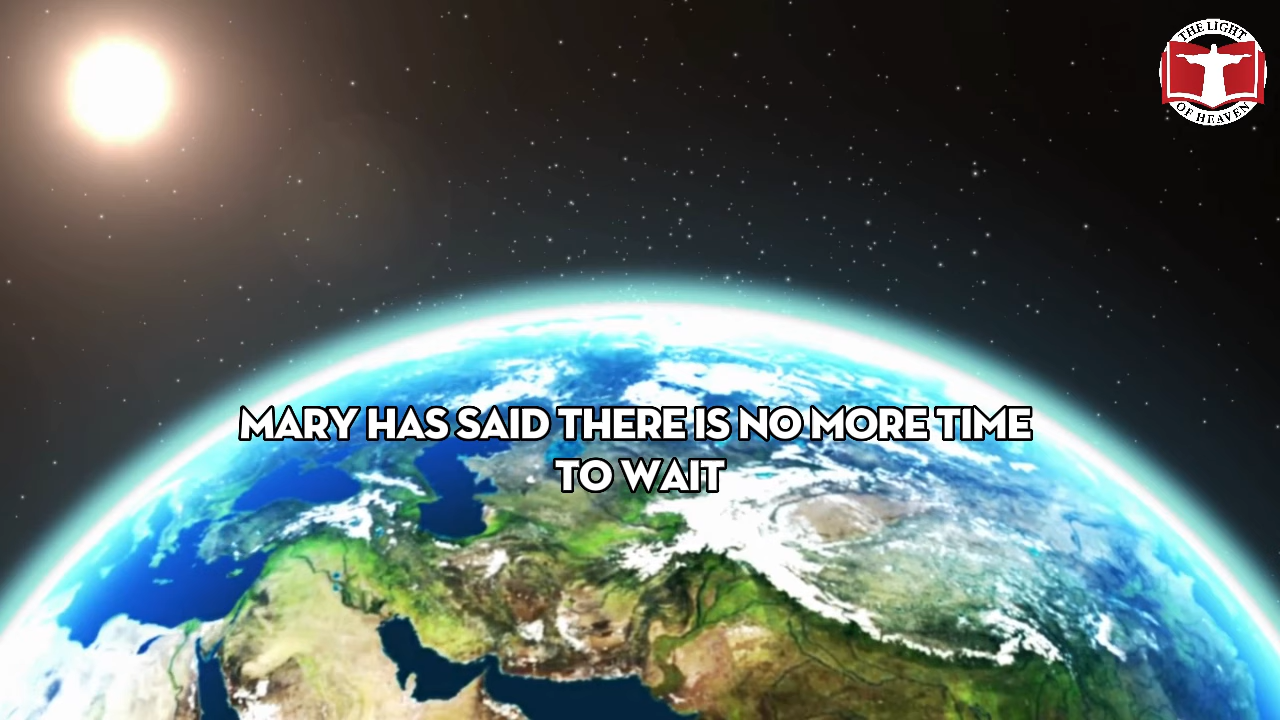 THE LIGHT
OF HEAVEN
MARY HAS SAID THERE IS NO MORE TIME
TO WAIT